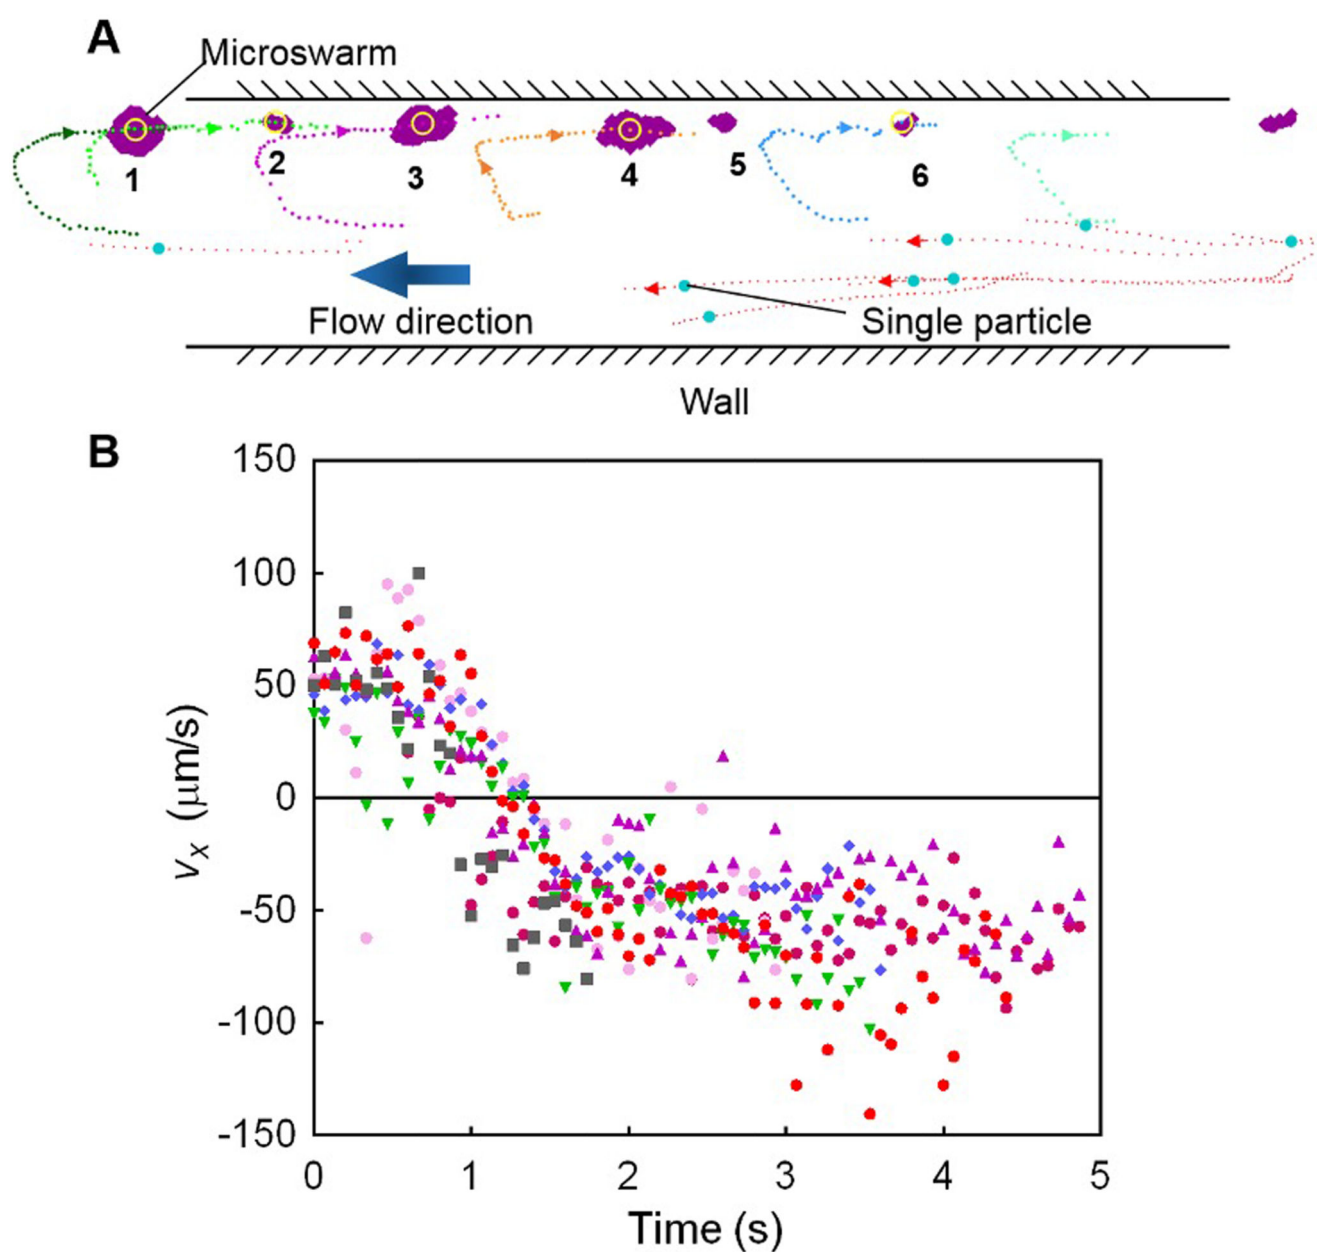 A
Microswarm
1
2
3
4
5
6
Flow direction
Single particle
Wall
B
150
100
50
0
-50
-100
-150
vx (μm/s)
0 1 2 3 4 5
Time (s)